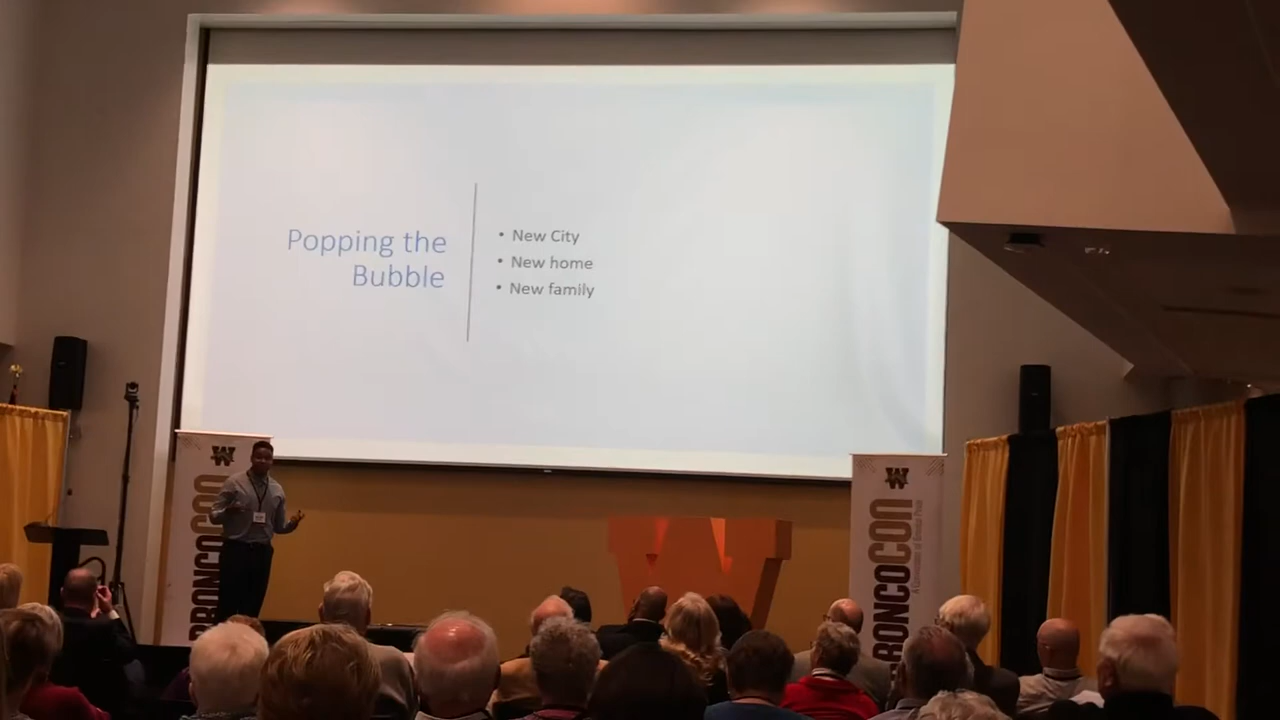 Popping the
Bubble
• New City
• New home
• New family
W
BRONCOCON
W
W
BRONCOCON